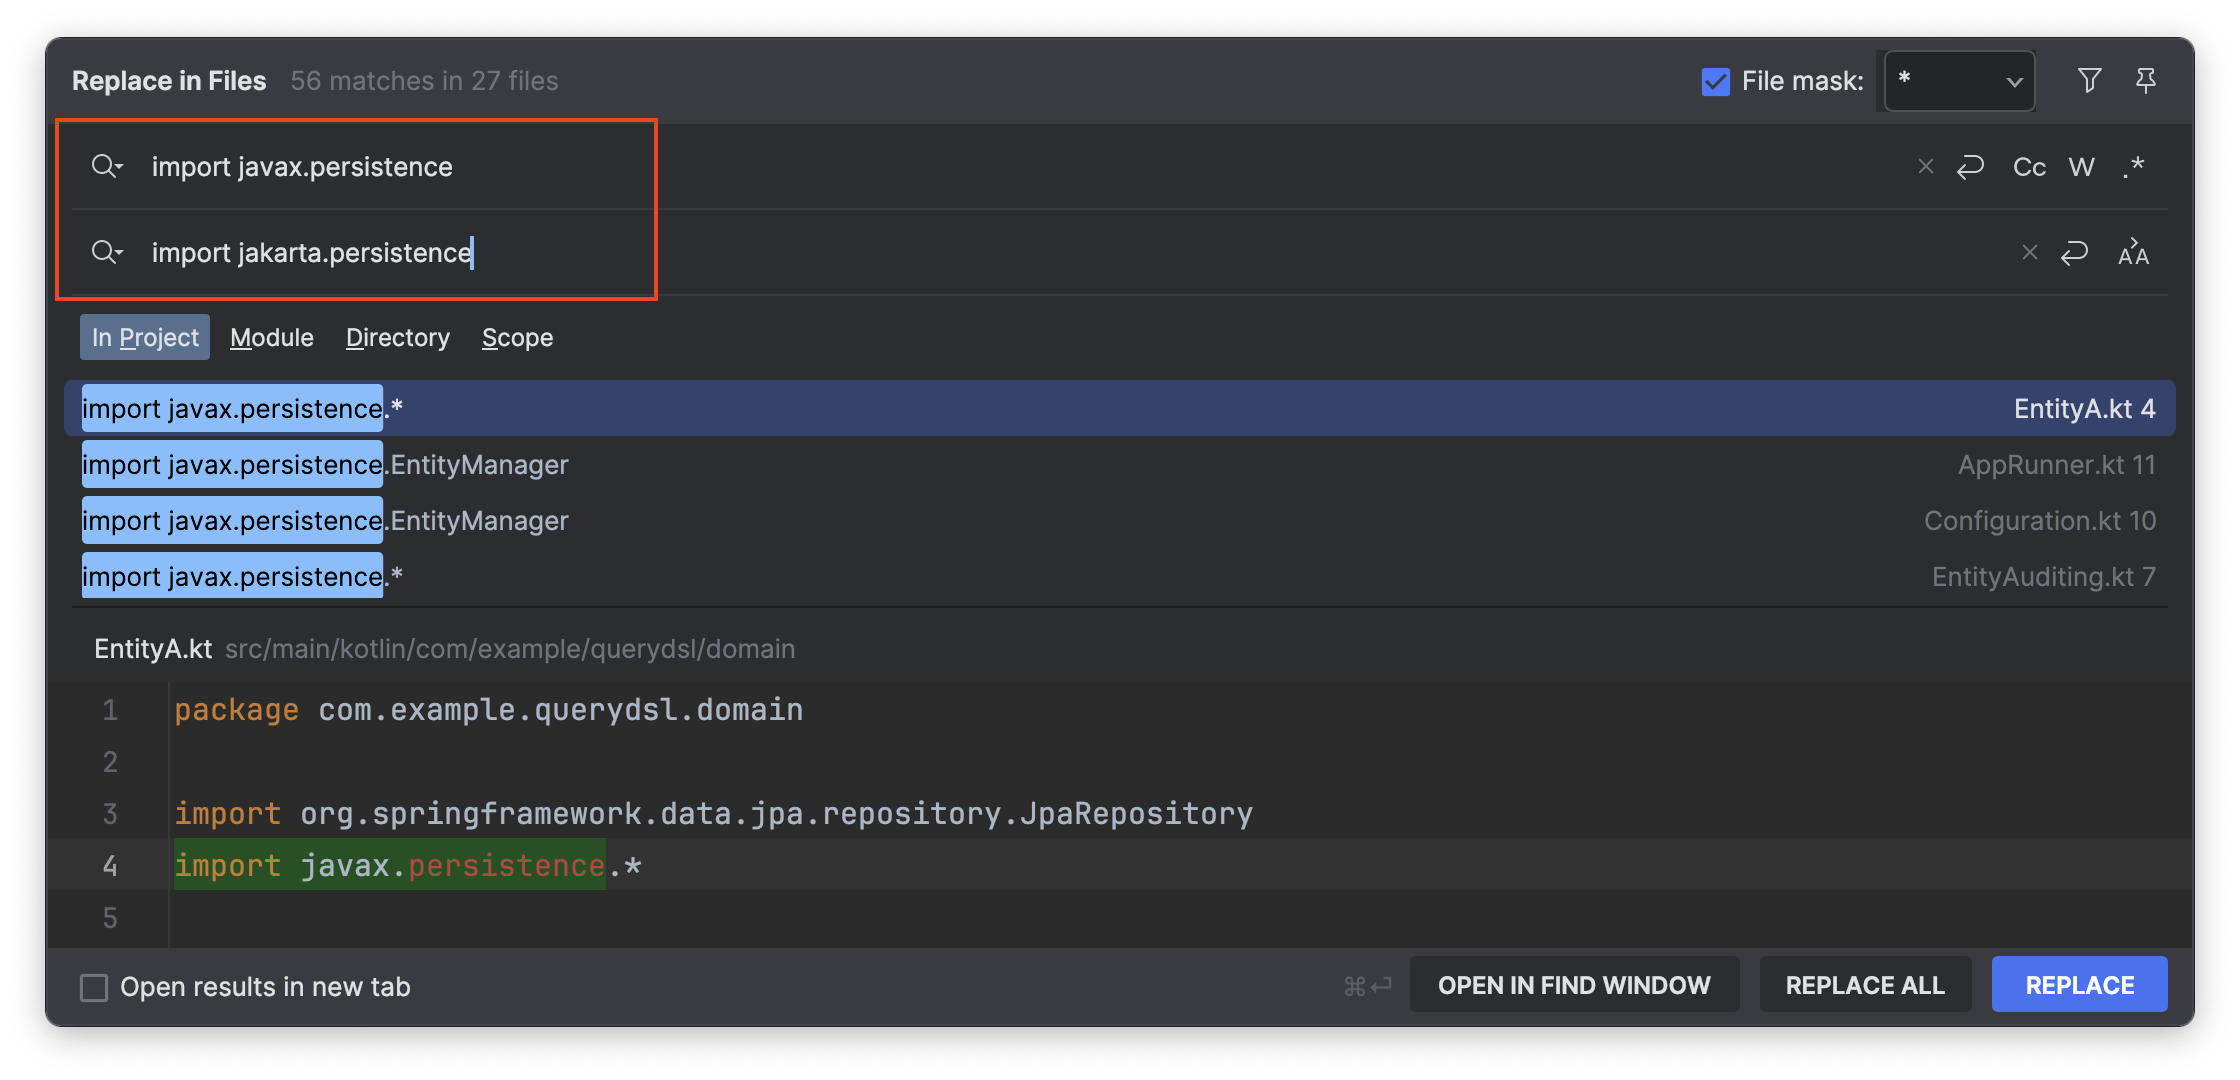 Replace in Files 56 matches in 27 files File mask: *
import javax.persistence Cc W .*
import jakarta.persistence AA
In Project Module Directory Scope
import javax.persistence.* EntityA.kt 4
import javax.persistence.EntityManager AppRunner.kt 11
import javax.persistence.EntityManager Configuration.kt 10
import javax.persistence.* EntityAuditing.kt 7
EntityA.kt src/main/kotlin/com/example/querydsl/domain
1 package com.example.querydsl.domain
2
3 import org.springframework.data.jpa.repository.JpaRepository
4 import javax.persistence.*
5
Open results in new tab ⌘⏎ OPEN IN FIND WINDOW REPLACE ALL REPLACE